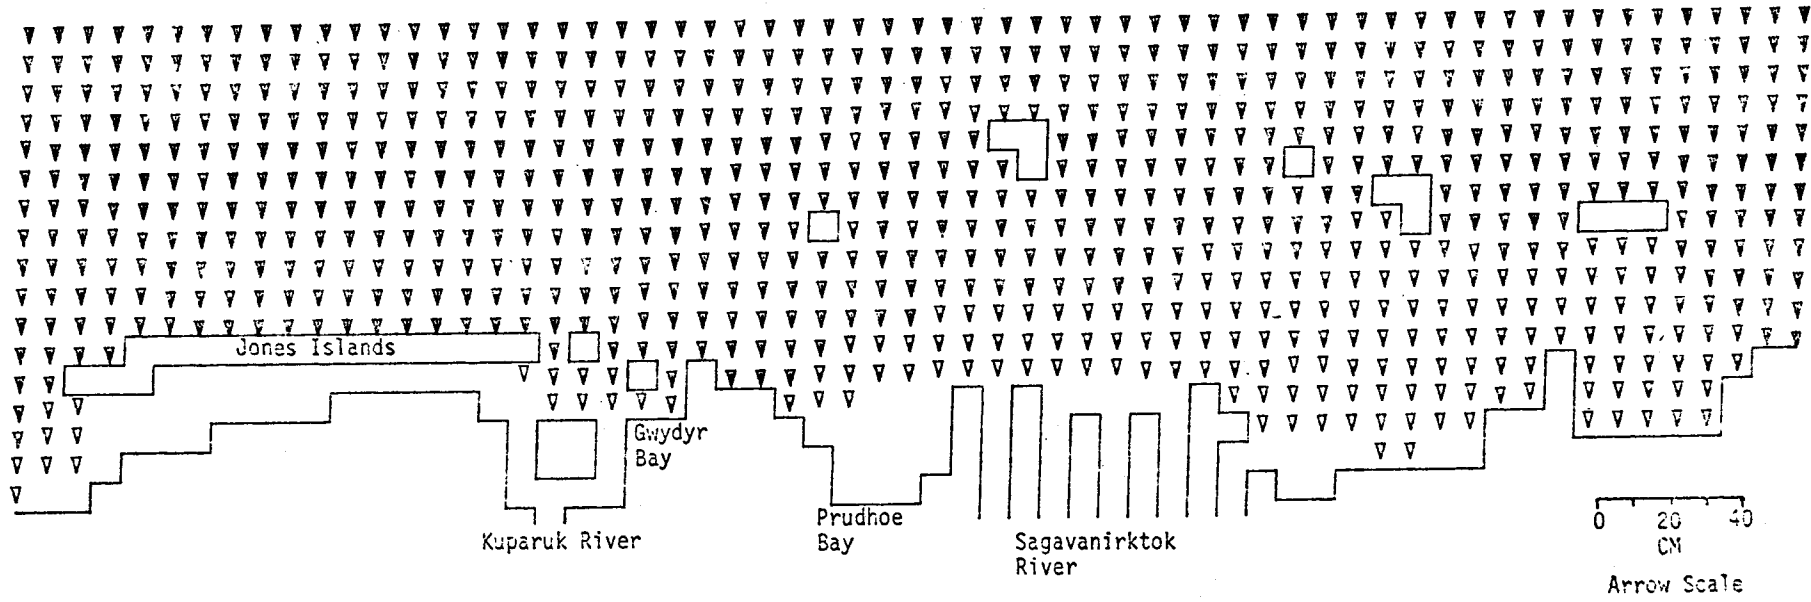 Jones Islands
Gwydyr
Bay
Kuparuk River
Prudhoe
Bay
Sagavanirktok
River
0 20 40
CM
Arrow Scale